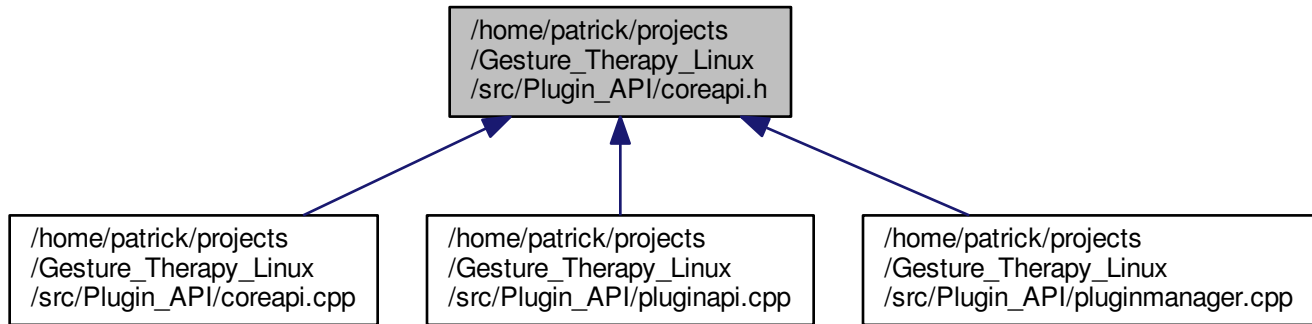 /home/patrick/projects
/Gesture_Therapy_Linux
/src/Plugin_API/coreapi.h
/home/patrick/projects
/Gesture_Therapy_Linux
/src/Plugin_API/coreapi.cpp
/home/patrick/projects
/Gesture_Therapy_Linux
/src/Plugin_API/pluginapi.cpp
/home/patrick/projects
/Gesture_Therapy_Linux
/src/Plugin_API/pluginmanager.cpp